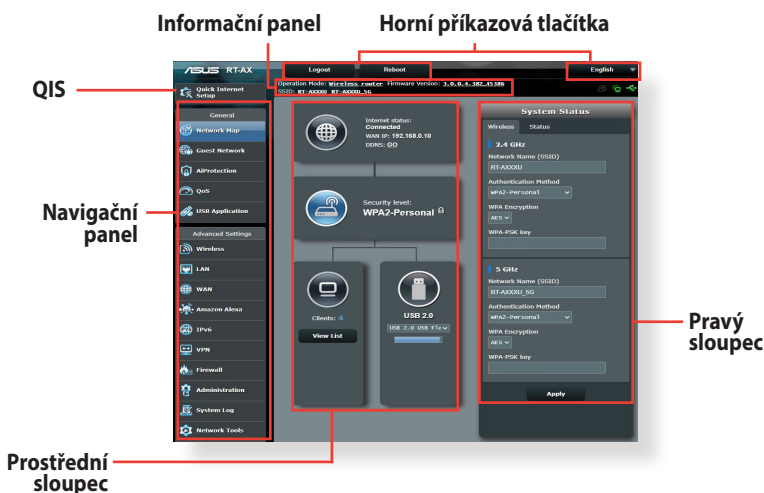 Informační panel
Horní příkazová tlačítka
QIS
Navigační
panel
Prostřední
sloupec
Pravý
sloupec
ASUS RT-AX
Logout
Reboot
English
Quick Internet
Setup
Operation Mode: Wireless router Firmware Version: 3.0.0.4.382_45386
SSID: RT-AXXXU RT-AXXXU_5G
General
Network Map
Guest Network
AiProtection
QoS
USB Application
Advanced Settings
Wireless
LAN
WAN
Amazon Alexa
IPv6
VPN
Firewall
Administration
System Log
Network Tools
Internet status:
Connected
WAN IP: 192.168.0.10
DDNS: GO
Security level:
WPA2-Personal
Clients: 4
View List
USB 2.0
USB 2.0 USB Fle
System Status
Wireless
Status
2.4 GHz
Network Name (SSID)
RT-AXXXU
Authentication Method
WPA2-Personal
WPA Encryption
AES
WPA-PSK key
5 GHz
Network Name (SSID)
RT-AXXXU_5G
Authentication Method
WPA2-Personal
WPA Encryption
AES
WPA-PSK key
Apply